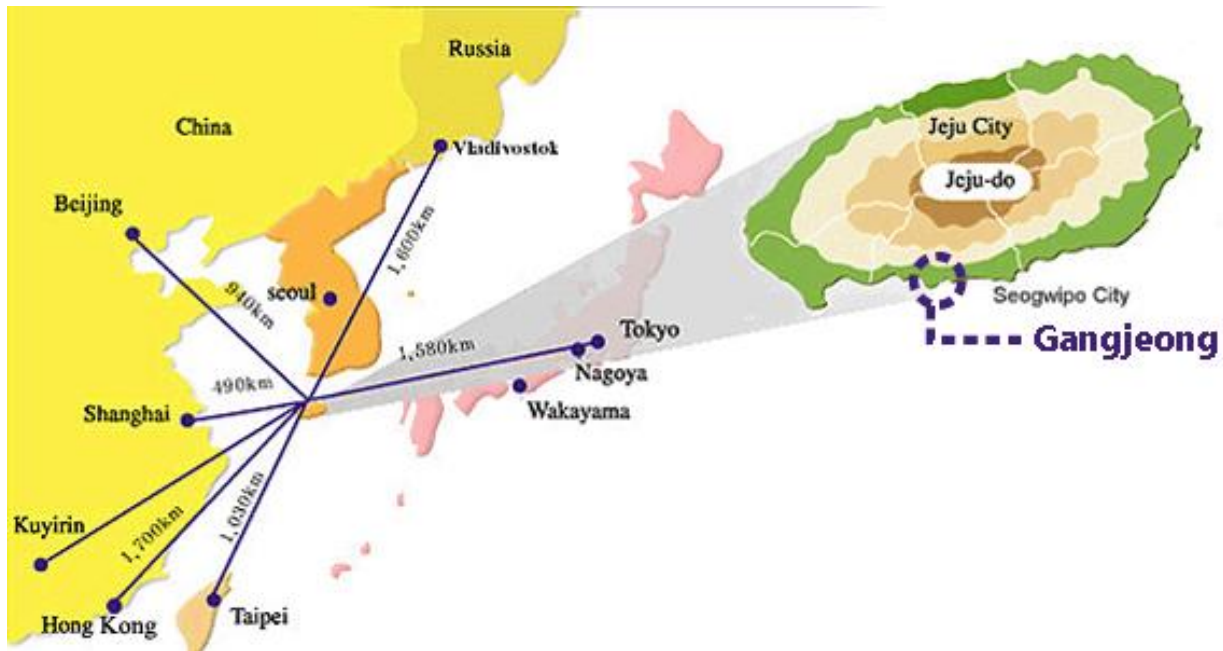 Russia
China
Vladivostok
Jeju City
Jeju-do
Beijing
1,600km
940km
seoul
Seogwipo City
Tokyo
1,580km
Gangjeong
Nagoya
490km
Wakayama
Shanghai
1,030km
Kuyirin
1,700km
Hong Kong
Taipei